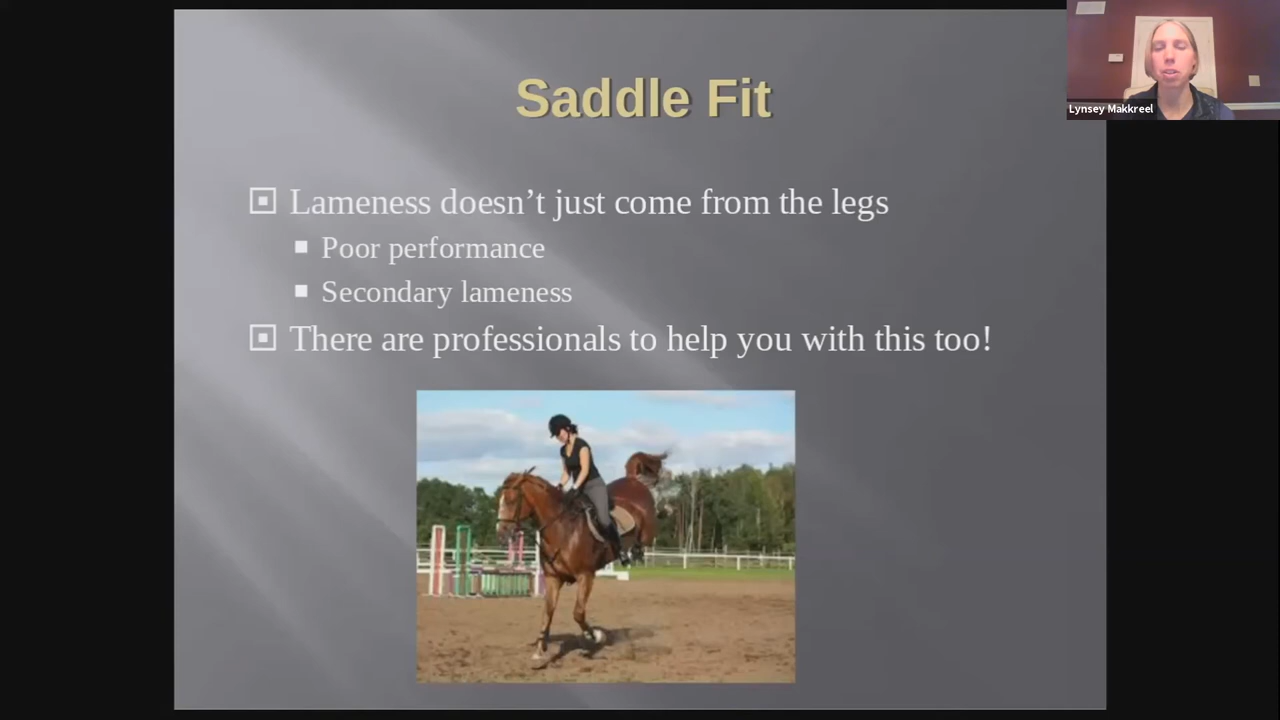 Saddle Fit
Lameness doesn’t just come from the legs
Poor performance
Secondary lameness
There are professionals to help you with this too!
Lynsey Makkreel